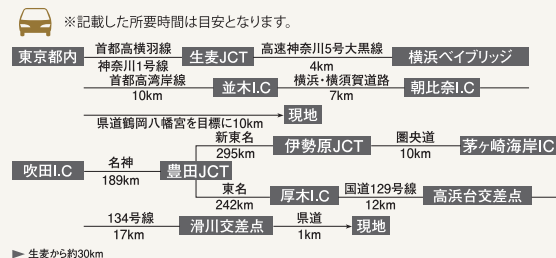 ※記載した所要時間は目安となります。
東京都内 首都高横羽線 生麦JCT 高速神奈川5号大黒線 横浜ベイブリッジ
神奈川1号線 4km
首都高湾岸線 並木I.C 横浜・横須賀道路 朝比奈I.C
10km 7km
現地
県道鶴岡八幡宮を目標に10km
新東名 伊勢原JCT 圏央道 茅ヶ崎海岸IC
295km 10km
吹田I.C 名神 豊田JCT
189km
東名 厚木I.C 国道129号線 高浜台交差点
242km 12km
134号線 滑川交差点 県道 現地
17km 1km
▶ 生麦から約30km